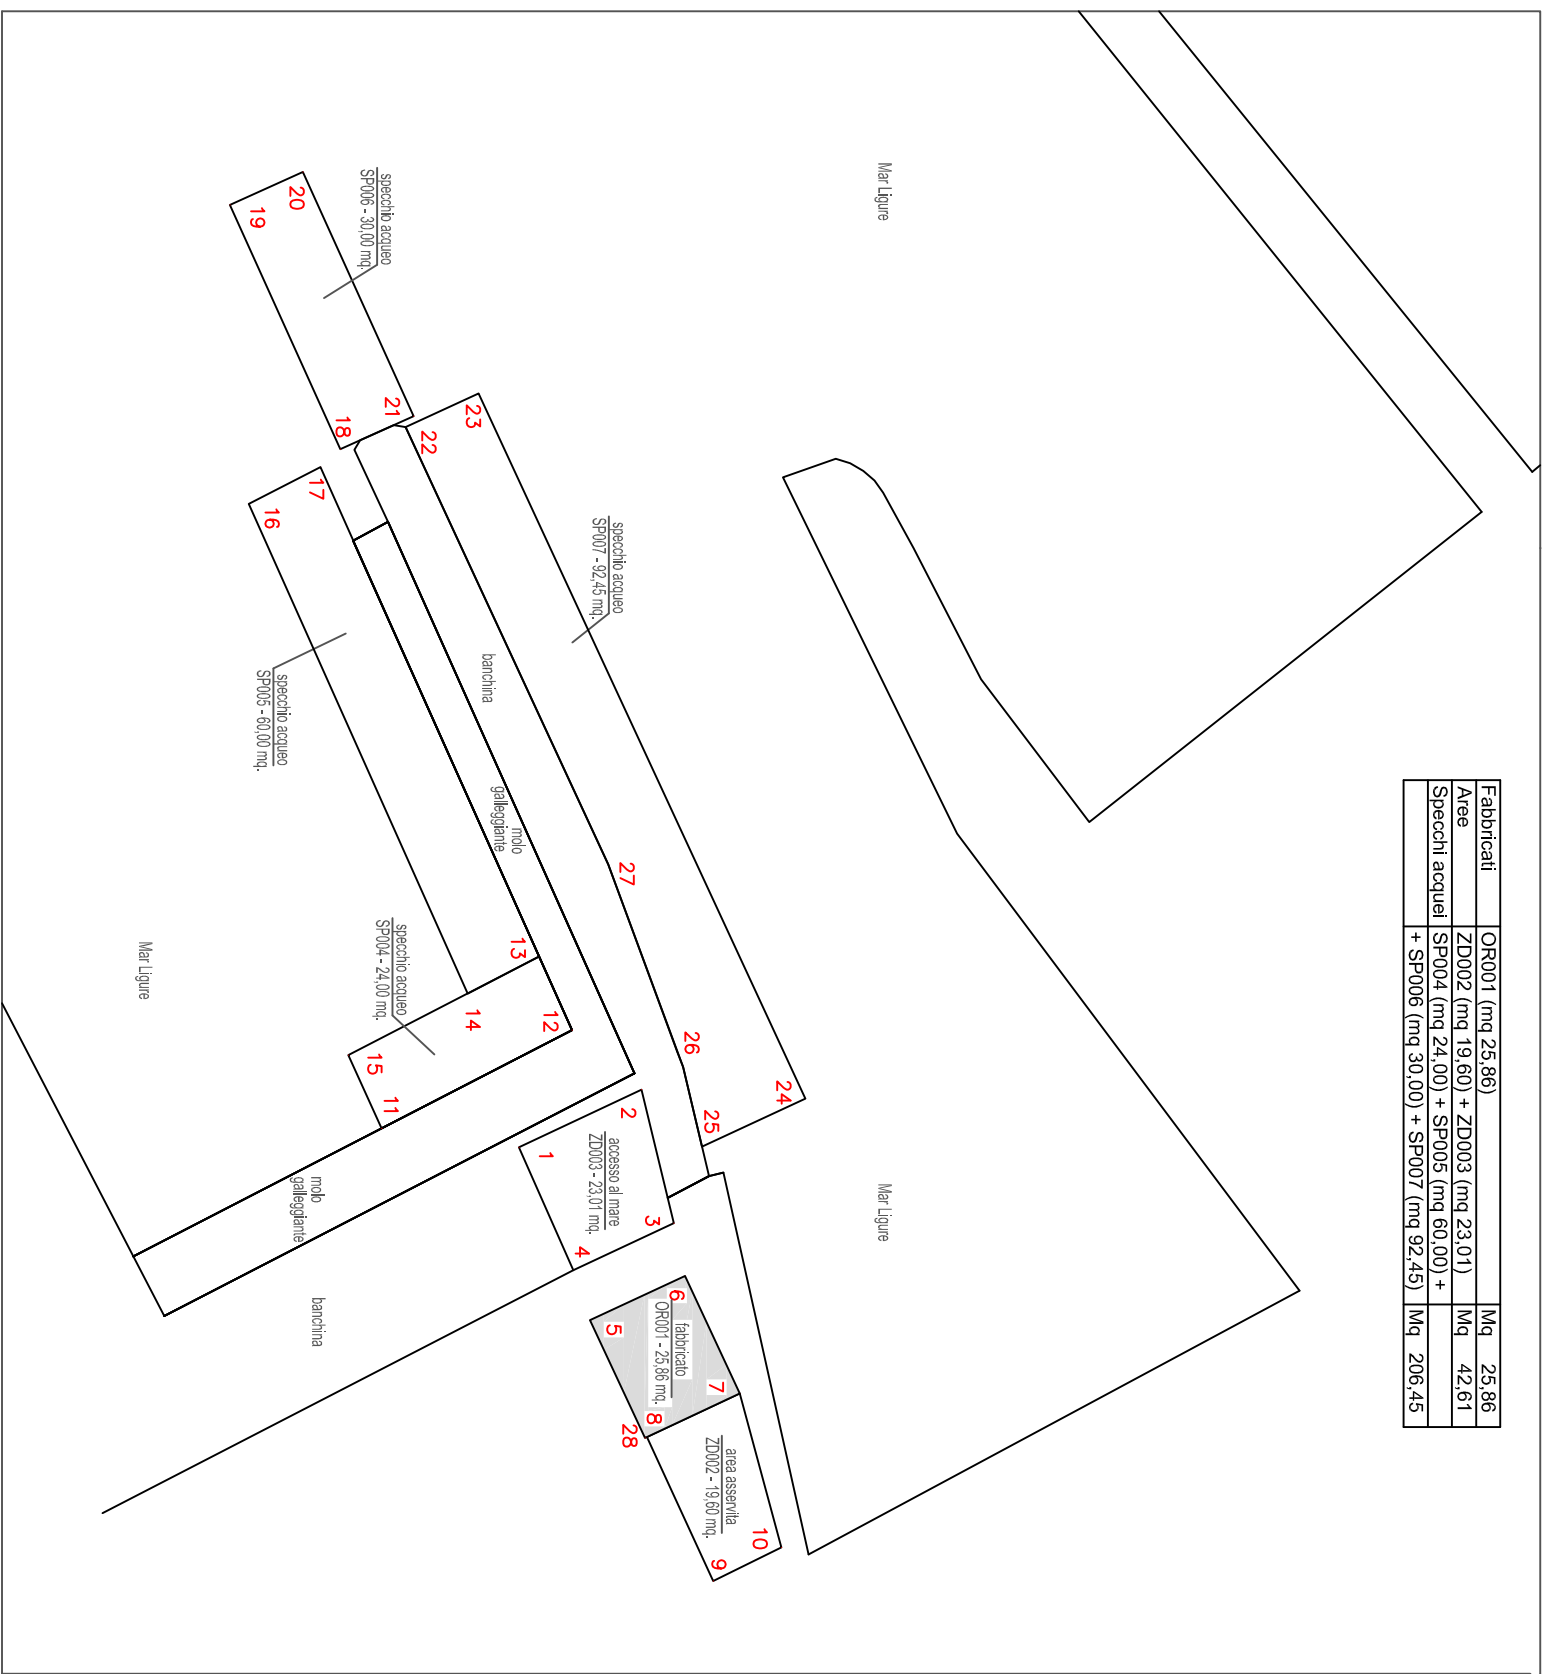 Fabbricati OR001 (mq 25,86) Mq 25,86
Aree ZD002 (mq 19,60) + ZD003 (mq 23,01) Mq 42,61
Specchi acquei SP004 (mq 24,00) + SP005 (mq 60,00) +
+ SP006 (mq 30,00) + SP007 (mq 92,45) Mq 206,45
Mar Ligure
Mar Ligure
24
10
area asservita
ZD002 - 19,60 mq.
9
25
7
26
fabbricato
OR001 - 25,86 mq.
6
8
3
28
27
2
specchio acqueo
SP007 - 92,45 mq.
accesso al mare
ZD003 - 23,01 mq.
5
4
1
12
molo
galleggiante
13
banchina
23
14
22
specchio acqueo
SP004 - 24,00 mq.
21
11
15
specchio acqueo
SP006 - 30,00 mq.
18
17
molo
galleggiante
banchina
20
specchio acqueo
SP005 - 60,00 mq.
16
19
Mar Ligure